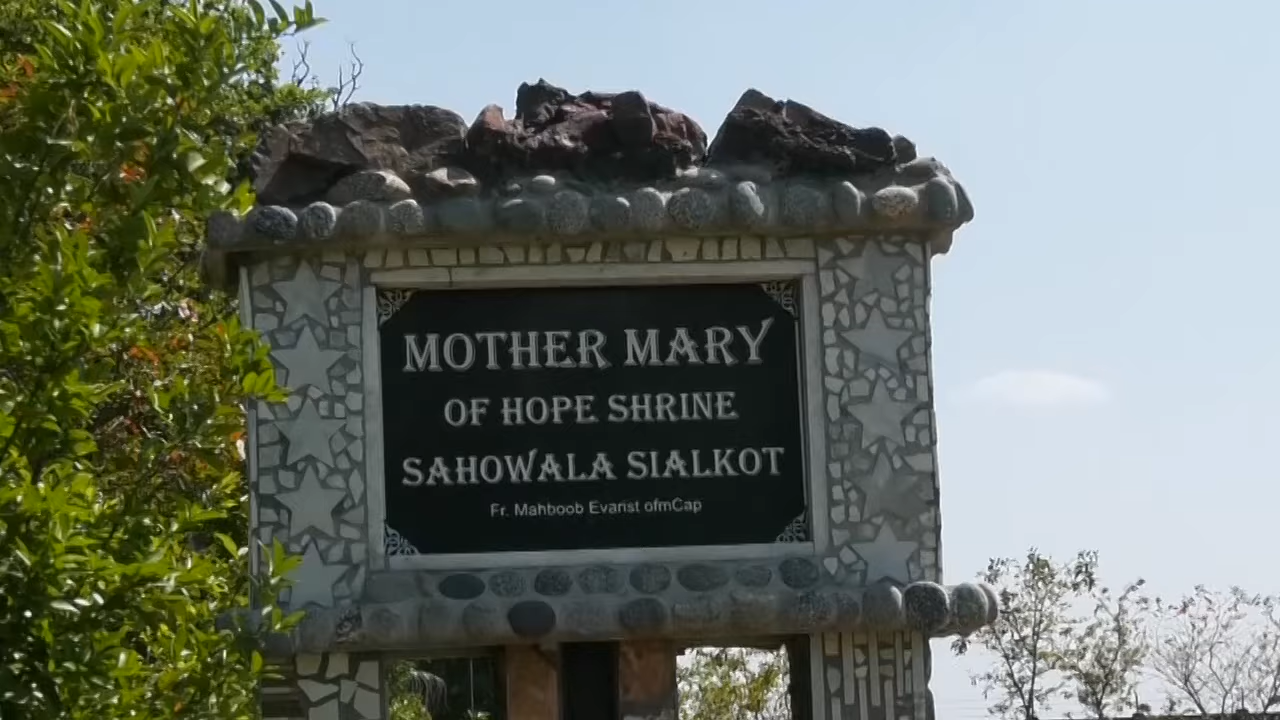 MOTHER MARY
OF HOPE SHRINE
SAHOWALA SIALKOT
Fr. Mahboob Evarist ofmCap